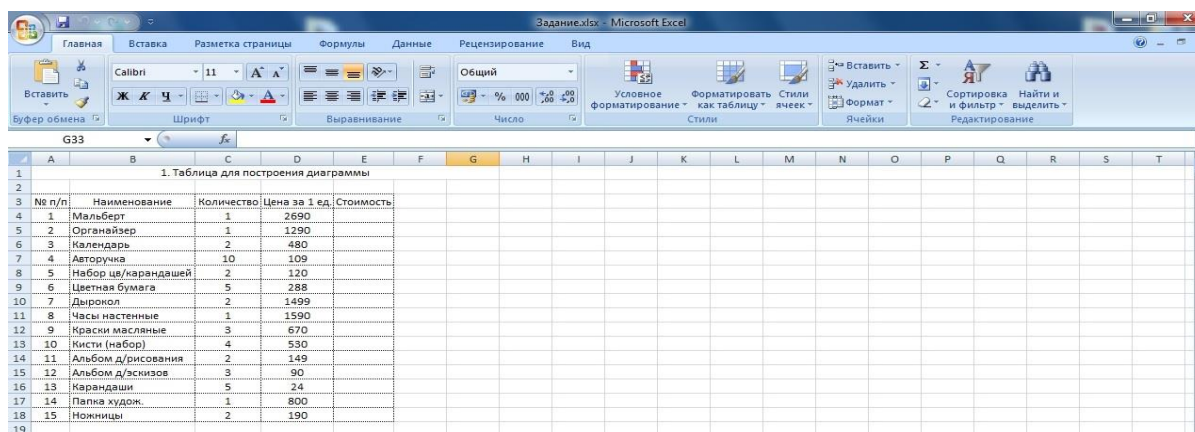 Задание.xlsx - Microsoft Excel
Главная Вставка Разметка страницы Формулы Данные Рецензирование Вид
Вставить
Calibri 11
Ж К Ч
Общий
% 000
Условное форматирование
Форматировать как таблицу
Стили ячеек
Вставить
Удалить
Формат
Σ
Сортировка и фильтр
Найти и выделить
Буфер обмена Шрифт Выравнивание Число Стили Ячейки Редактирование
G33 fx
A B C D E F G H I J K L M N O P Q R S T
1 1. Таблица для построения диаграммы
2
3 № п/п Наименование Количество Цена за 1 ед. Стоимость
4 1 Мальберт 1 2690
5 2 Органайзер 1 1290
6 3 Календарь 2 480
7 4 Авторучка 10 109
8 5 Набор цв/карандашей 2 120
9 6 Цветная бумага 5 288
10 7 Дырокол 2 1499
11 8 Часы настенные 1 1590
12 9 Краски масляные 3 670
13 10 Кисти (набор) 4 530
14 11 Альбом д/рисования 2 149
15 12 Альбом д/эскизов 3 90
16 13 Карандаши 5 24
17 14 Папка худож. 1 800
18 15 Ножницы 2 190
19